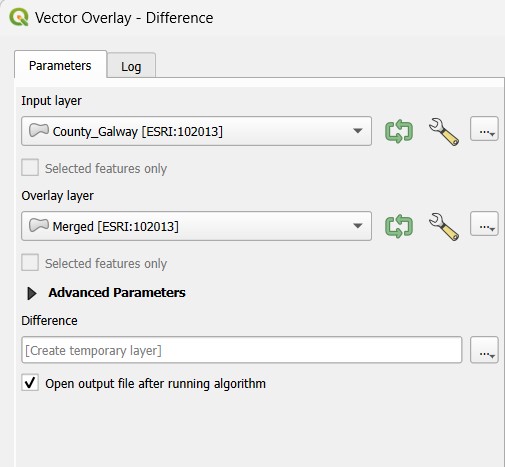 Vector Overlay - Difference
Parameters
Log
Input layer
County_Galway [ESRI:102013]
...
Selected features only
Overlay layer
Merged [ESRI:102013]
...
Selected features only
Advanced Parameters
Difference
[Create temporary layer]
...
Open output file after running algorithm